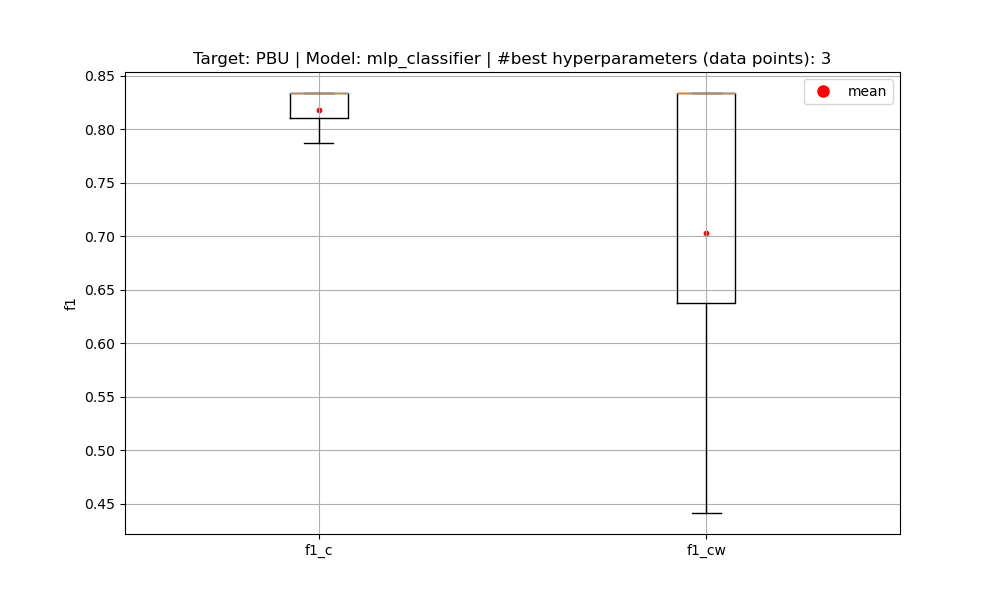 Target: PBU | Model: mlp_classifier | #best hyperparameters (data points): 3
mean
0.85
0.80
0.75
0.70
0.65
0.60
0.55
0.50
0.45
f1
f1_c
f1_cw